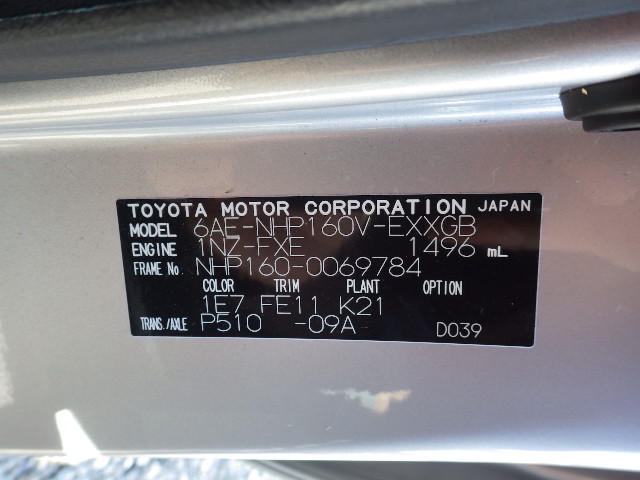 TOYOTA MOTOR CORPORATION JAPAN
MODEL 6AE-NHP160V-EXXGB
ENGINE 1NZ-FXE 1496 mL
FRAME No. NHP160-0069784
COLOR TRIM PLANT OPTION
1E7 FE11 K21
TRANS./AXLE P510 -09A D039